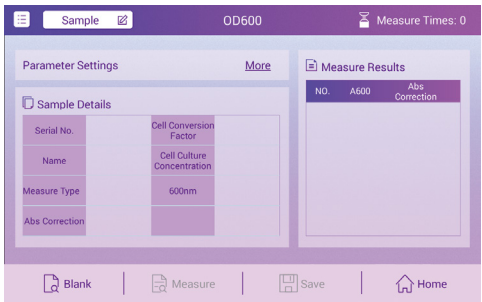 Sample
OD600
Measure Times: 0
Parameter Settings
More
Sample Details
Serial No.
Cell Conversion
Factor
Name
Cell Culture
Concentration
Measure Type
600nm
Abs Correction
Measure Results
NO.
A600
Abs
Correction
Blank
Measure
Save
Home